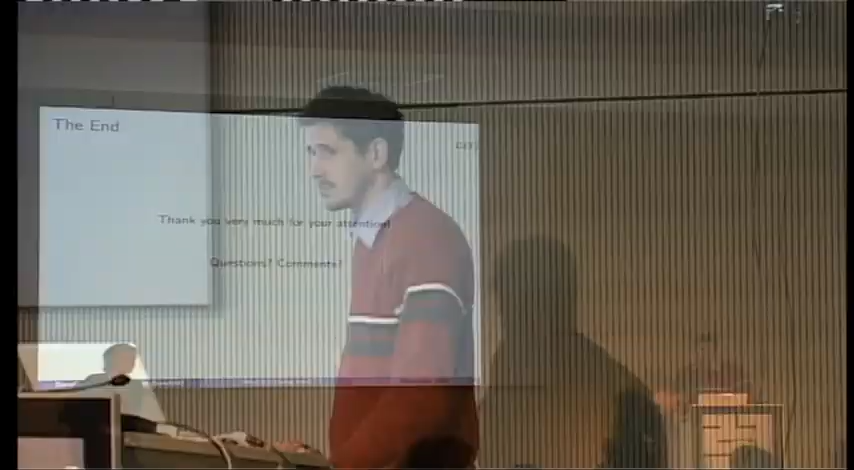 The End
Thank you very much for your attention!
Questions? Comments?